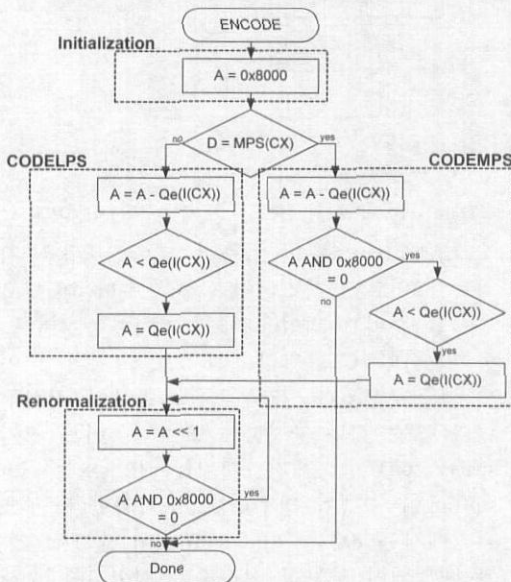 ENCODE
Initialization
A = 0x8000
no
D = MPS(CX)
yes
CODELPS
CODEMPS
A = A - Qe(I(CX))
A = A - Qe(I(CX))
A < Qe(I(CX))
A AND 0x8000
= 0
yes
no
A < Qe(I(CX))
yes
A = Qe(I(CX))
A = Qe(I(CX))
Renormalization
A = A << 1
A AND 0x8000
= 0
yes
no
Done